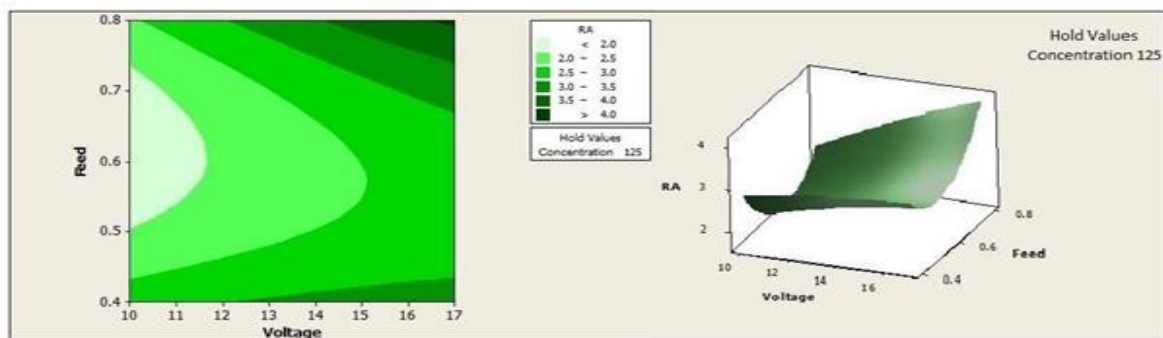 0.8
0.7
0.6
0.5
0.4
Feed
10 11 12 13 14 15 16 17
Voltage
RA
< 2.0
2.0 – 2.5
2.5 – 3.0
3.0 – 3.5
3.5 – 4.0
> 4.0
Hold Values
Concentration 125
Hold Values
Concentration 125
4
RA 3
2
10 12 14 16
Voltage
0.8
0.6
0.4
Feed